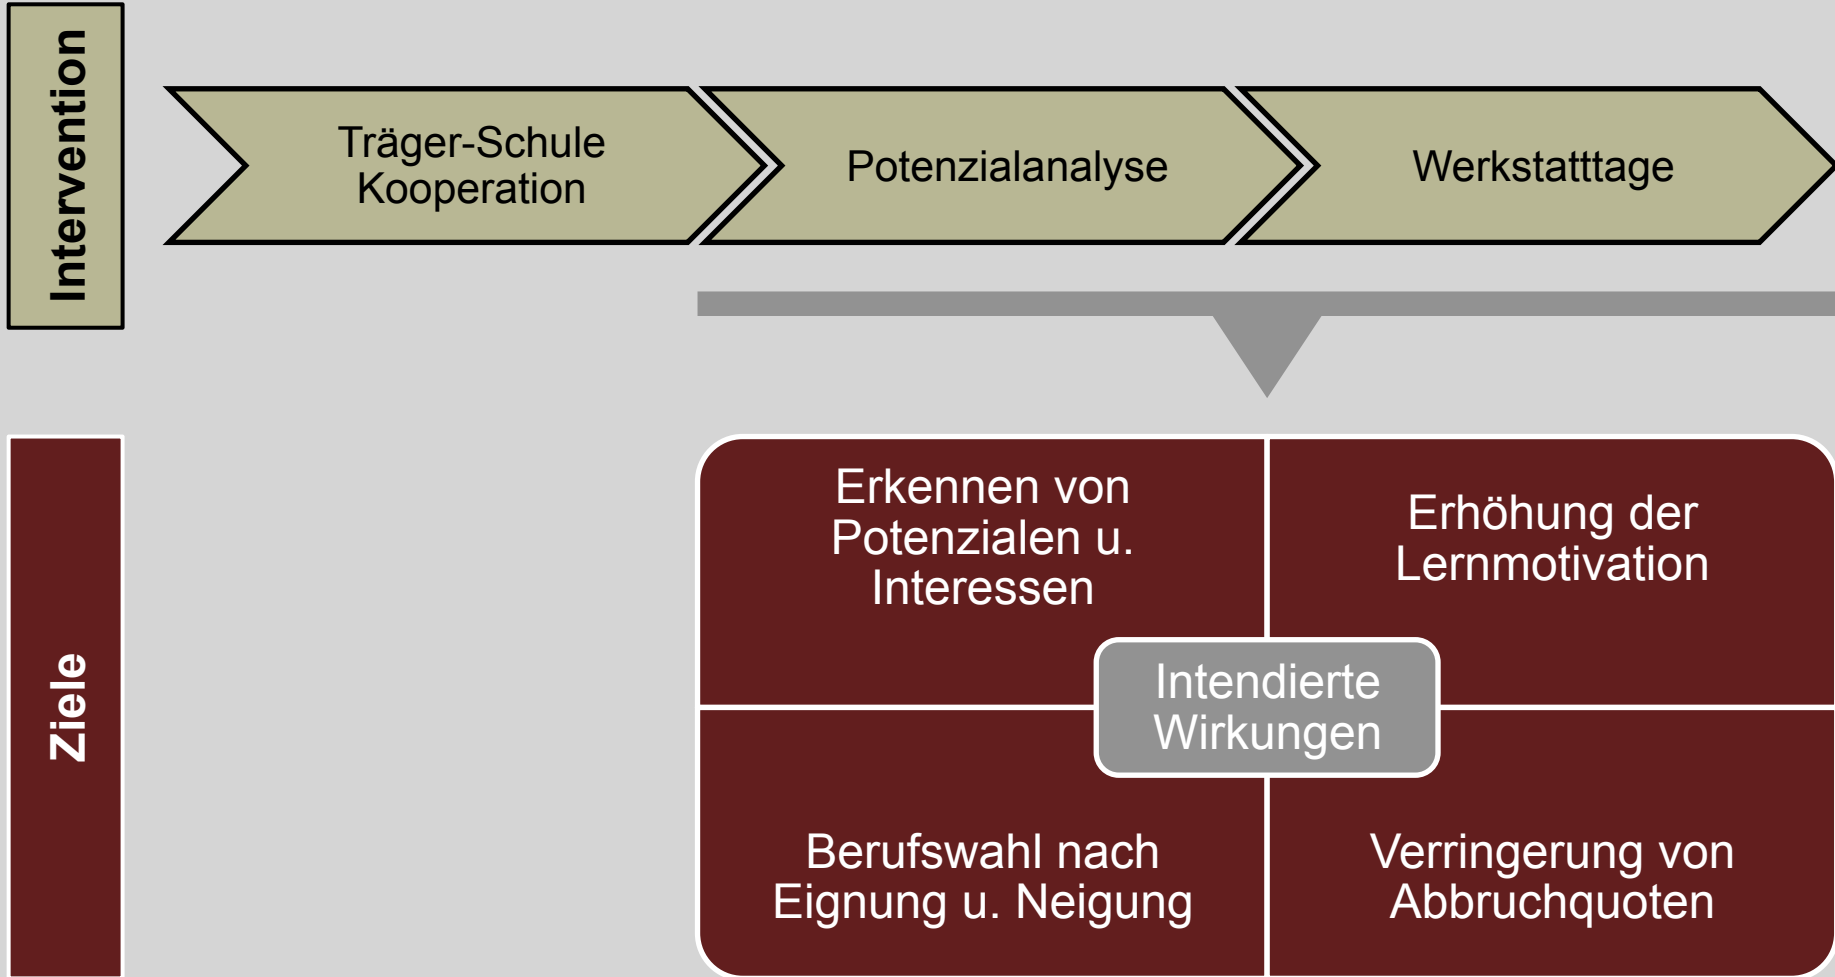 Intervention
Träger-Schule
Kooperation
Potenzialanalyse
Werkstatttage
Ziele
Erkennen von
Potenzialen u.
Interessen
Erhöhung der
Lernmotivation
Intendierte
Wirkungen
Berufswahl nach
Eignung u. Neigung
Verringerung von
Abbruchquoten